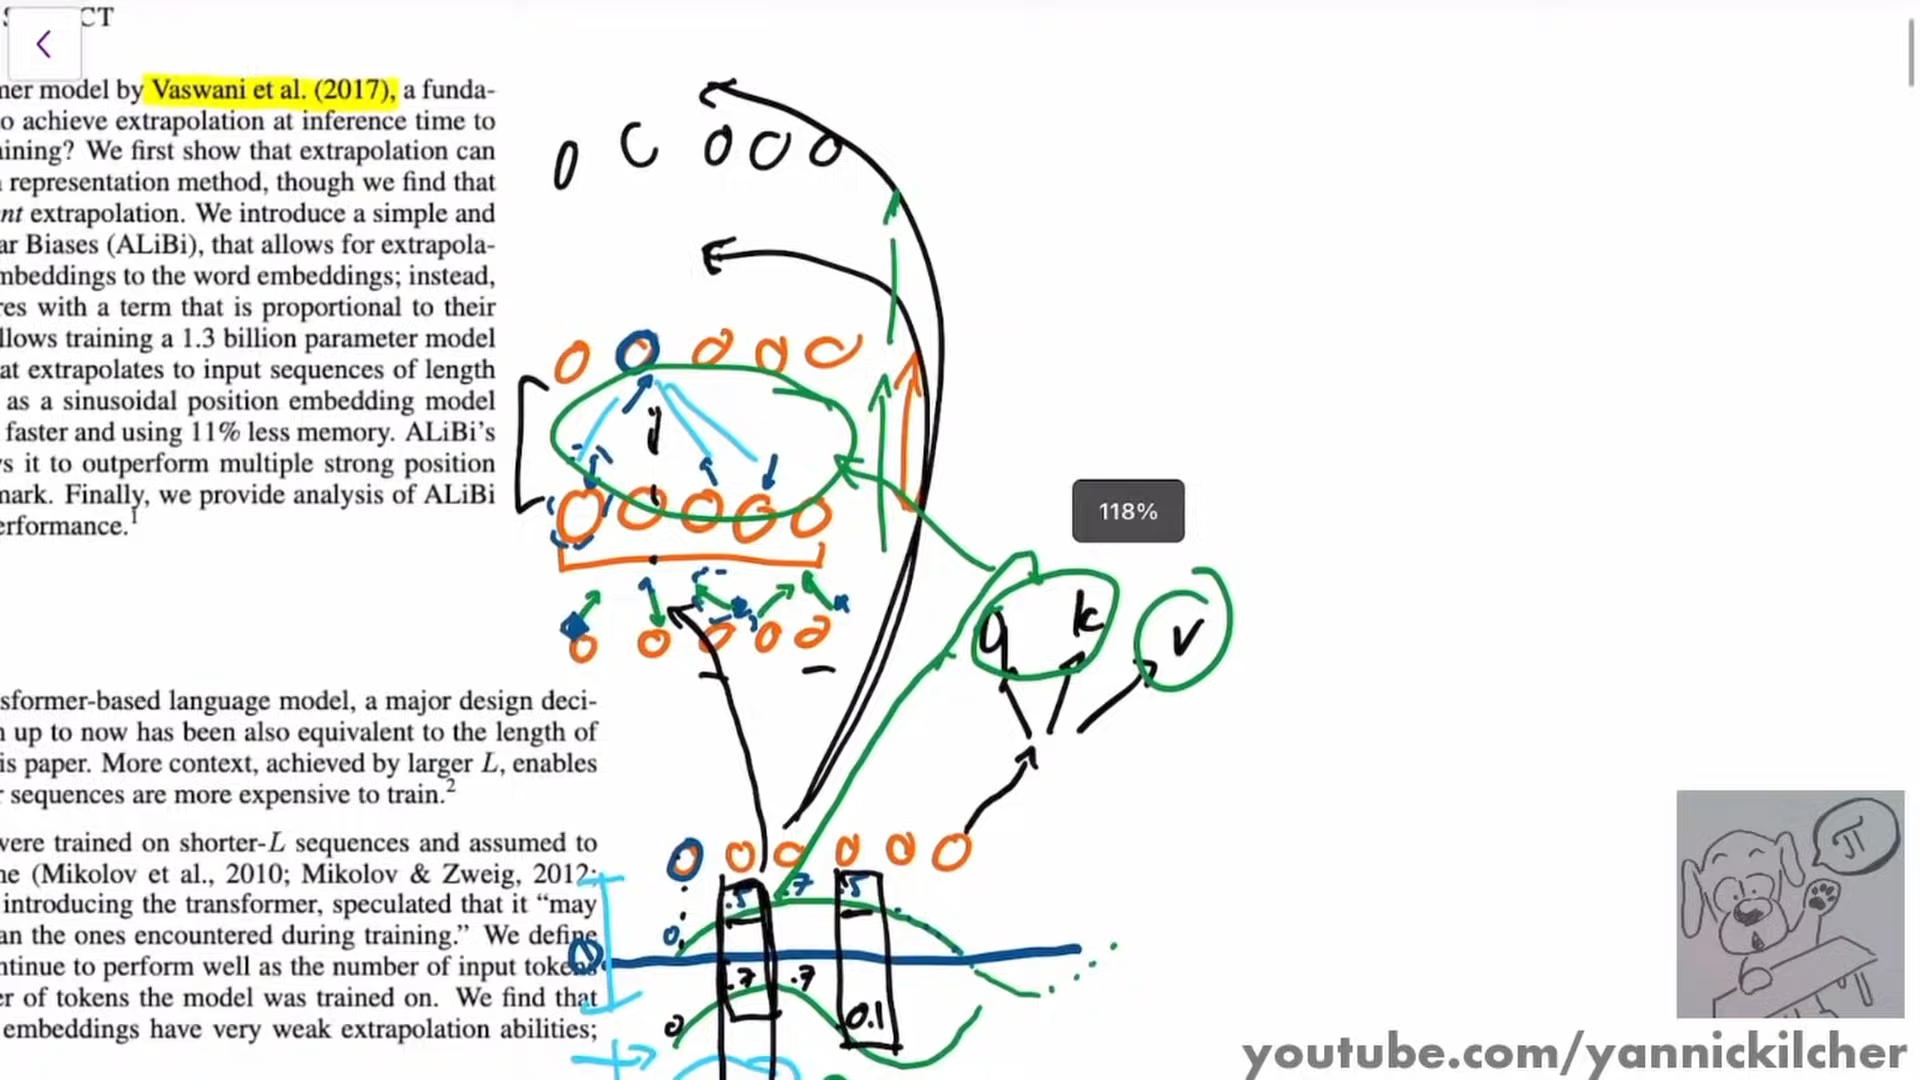 CT
ner model by Vaswani et al. (2017), a funda-
o achieve extrapolation at inference time to
ining? We first show that extrapolation can
representation method, though we find that
nt extrapolation. We introduce a simple and
ar Biases (ALiBi), that allows for extrapola-
mbeddings to the word embeddings; instead,
res with a term that is proportional to their
llows training a 1.3 billion parameter model
at extrapolates to input sequences of length
as a sinusoidal position embedding model
faster and using 11% less memory. ALiBi's
s it to outperform multiple strong position
mark. Finally, we provide analysis of ALiBi
erformance.1
118%
q k v
sformer-based language model, a major design deci-
n up to now has been also equivalent to the length of
is paper. More context, achieved by larger L, enables
r sequences are more expensive to train.2
were trained on shorter-L sequences and assumed to
ne (Mikolov et al., 2010; Mikolov & Zweig, 2012;
introducing the transformer, speculated that it “may
an the ones encountered during training.” We define
ntinue to perform well as the number of input tokens
er of tokens the model was trained on. We find that
embeddings have very weak extrapolation abilities;
.5 .7 .5
0
.7 .7
0 0.1
π
youtube.com/yannickilcher